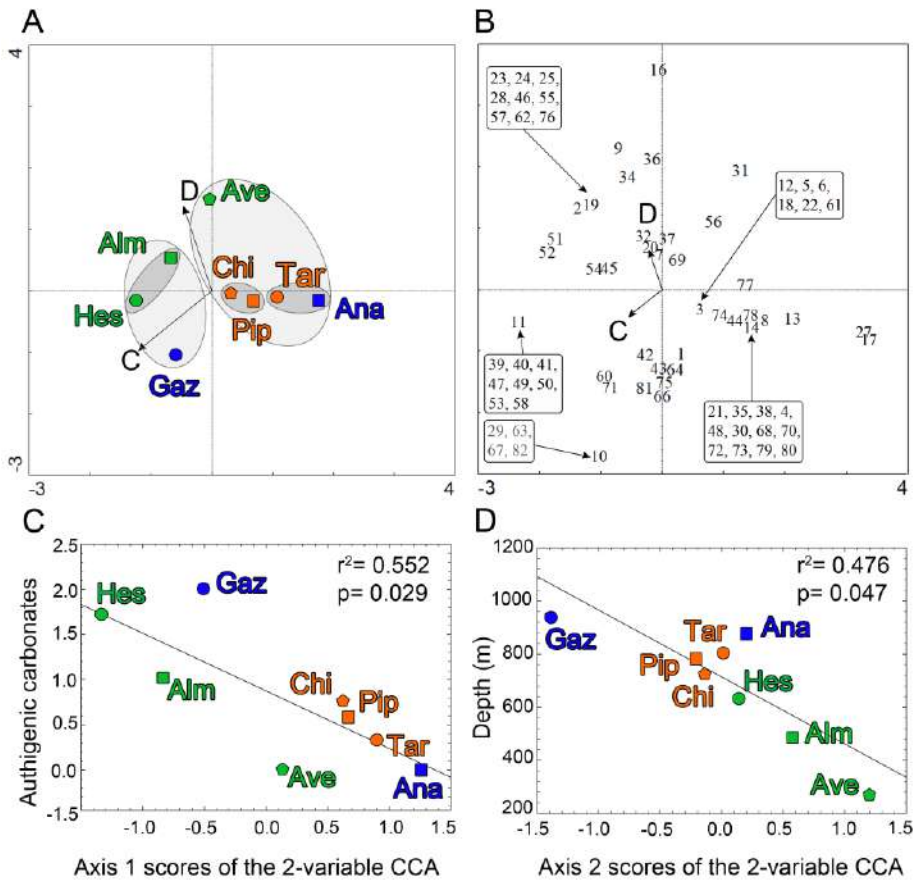 A
4
D
Ave
Alm
Chi
Tar
Hes
Pip
Ana
C
Gaz
-3
-3
4
B
16
23, 24, 25,
28, 46, 55,
57, 62, 76
9
36
34
31
12, 5, 6,
18, 22, 61
2
19
D
56
51
52
32
37
20
7
69
54
45
77
3
C
11
74
44
78
14
8
13
27
17
39, 40, 41,
47, 49, 50,
53, 58
42
1
43
64
60
71
81
75
66
29, 63,
67, 82
10
21, 35, 38, 4,
48, 30, 68, 70,
72, 73, 79, 80
-3
4
C
2.5
2.0
1.5
1.0
0.5
0.0
-1.5
r² = 0.552
p= 0.029
Hes
Gaz
Alm
Chi
Pip
Tar
Ave
Ana
Authigenic carbonates
-1.0
-0.5
0.0
0.5
1.0
1.5
Axis 1 scores of the 2-variable CCA
D
1200
1000
800
600
400
200
r² = 0.476
p= 0.047
Gaz
Tar
Ana
Pip
Chi
Hes
Alm
Ave
Depth (m)
-1.5
-1.0
-0.5
0.0
0.5
1.0
1.5
Axis 2 scores of the 2-variable CCA